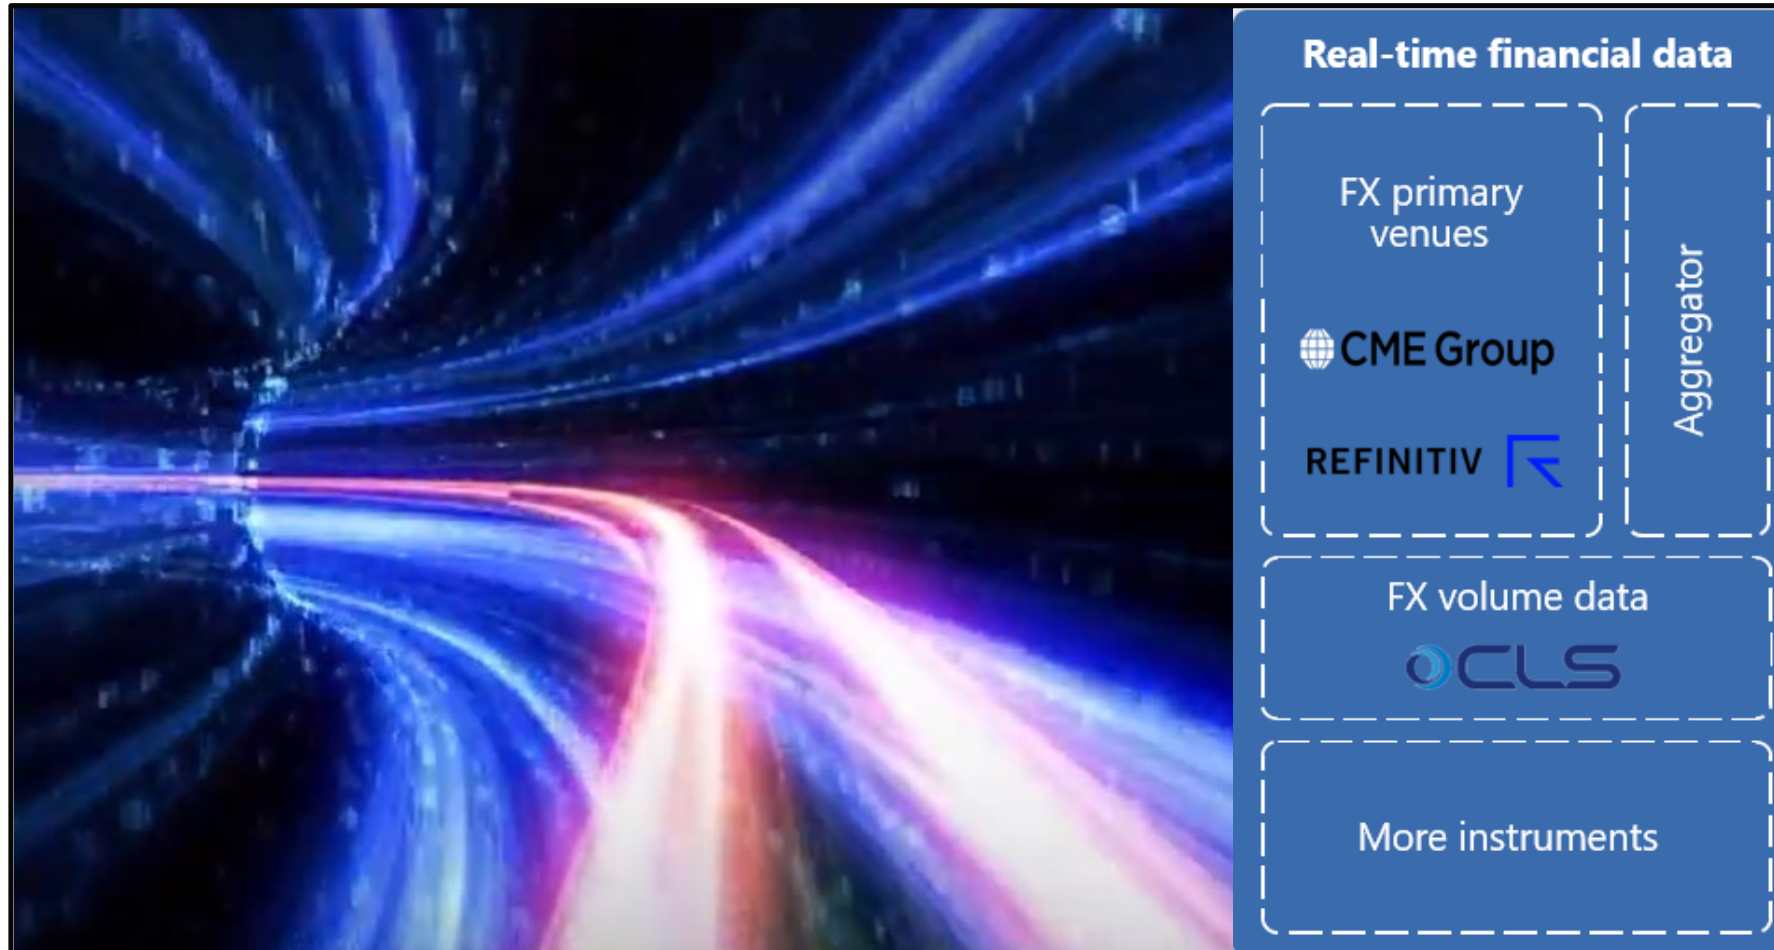 Real-time financial data
FX primary
venues
CME Group
REFINITIV
Aggregator
FX volume data
CLS
More instruments